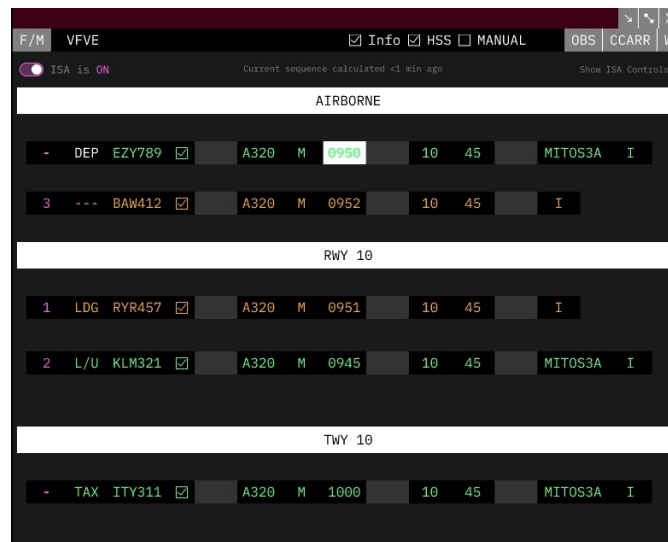 F/M VFVE ☑ Info ☑ HSS ☐ MANUAL OBS CCARR
ISA is ON Current sequence calculated <1 min ago Show ISA Controls
AIRBORNE
- DEP EZY789 ☑ A320 M 0950 10 45 MITOS3A I
3 --- BAW412 ☑ A320 M 0952 10 45 I
RWY 10
1 LDG RYR457 ☑ A320 M 0951 10 45 I
2 L/U KLM321 ☑ A320 M 0945 10 45 MITOS3A I
TWY 10
- TAX ITY311 ☑ A320 M 1000 10 45 MITOS3A I